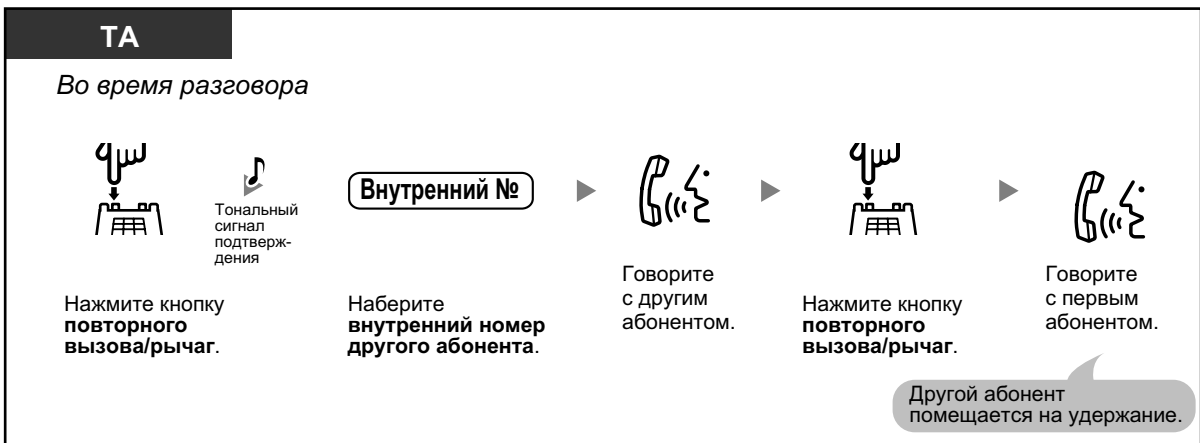 ТА
Во время разговора
Тональный
сигнал
подтверж-
дения
Внутренний №
Нажмите кнопку
повторного
вызова/рычаг.
Наберите
внутренний номер
другого абонента.
Говорите
с другим
абонентом.
Нажмите кнопку
повторного
вызова/рычаг.
Говорите
с первым
абонентом.
Другой абонент
помещается на удержание.